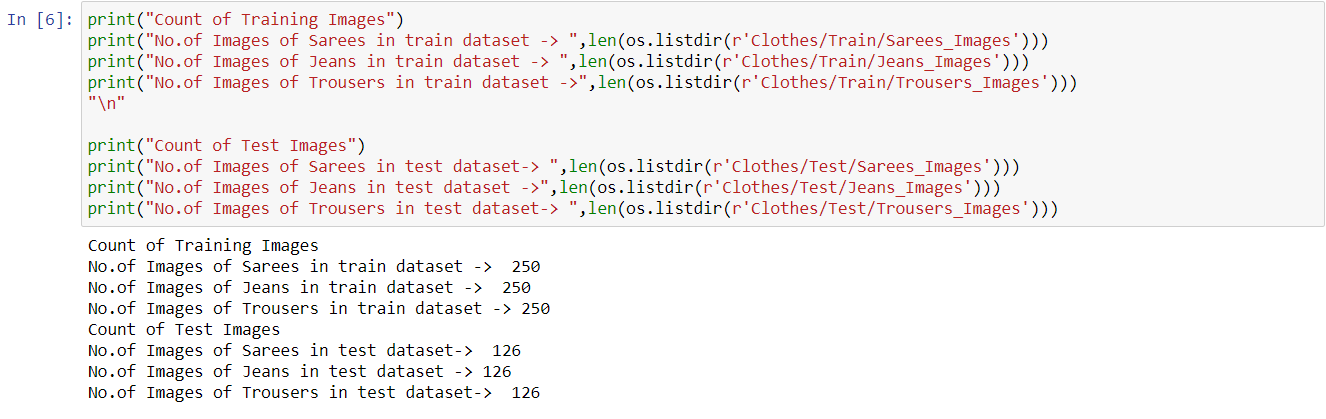 In [6]: print("Count of Training Images")
print("No.of Images of Sarees in train dataset -> ",len(os.listdir(r'Clothes/Train/Sarees_Images')))
print("No.of Images of Jeans in train dataset -> ",len(os.listdir(r'Clothes/Train/Jeans_Images')))
print("No.of Images of Trousers in train dataset ->",len(os.listdir(r'Clothes/Train/Trousers_Images')))
"\n"
print("Count of Test Images")
print("No.of Images of Sarees in test dataset-> ",len(os.listdir(r'Clothes/Test/Sarees_Images')))
print("No.of Images of Jeans in test dataset ->",len(os.listdir(r'Clothes/Test/Jeans_Images')))
print("No.of Images of Trousers in test dataset-> ",len(os.listdir(r'Clothes/Test/Trousers_Images')))
Count of Training Images
No.of Images of Sarees in train dataset ->  250
No.of Images of Jeans in train dataset ->  250
No.of Images of Trousers in train dataset -> 250
Count of Test Images
No.of Images of Sarees in test dataset->  126
No.of Images of Jeans in test dataset -> 126
No.of Images of Trousers in test dataset->  126